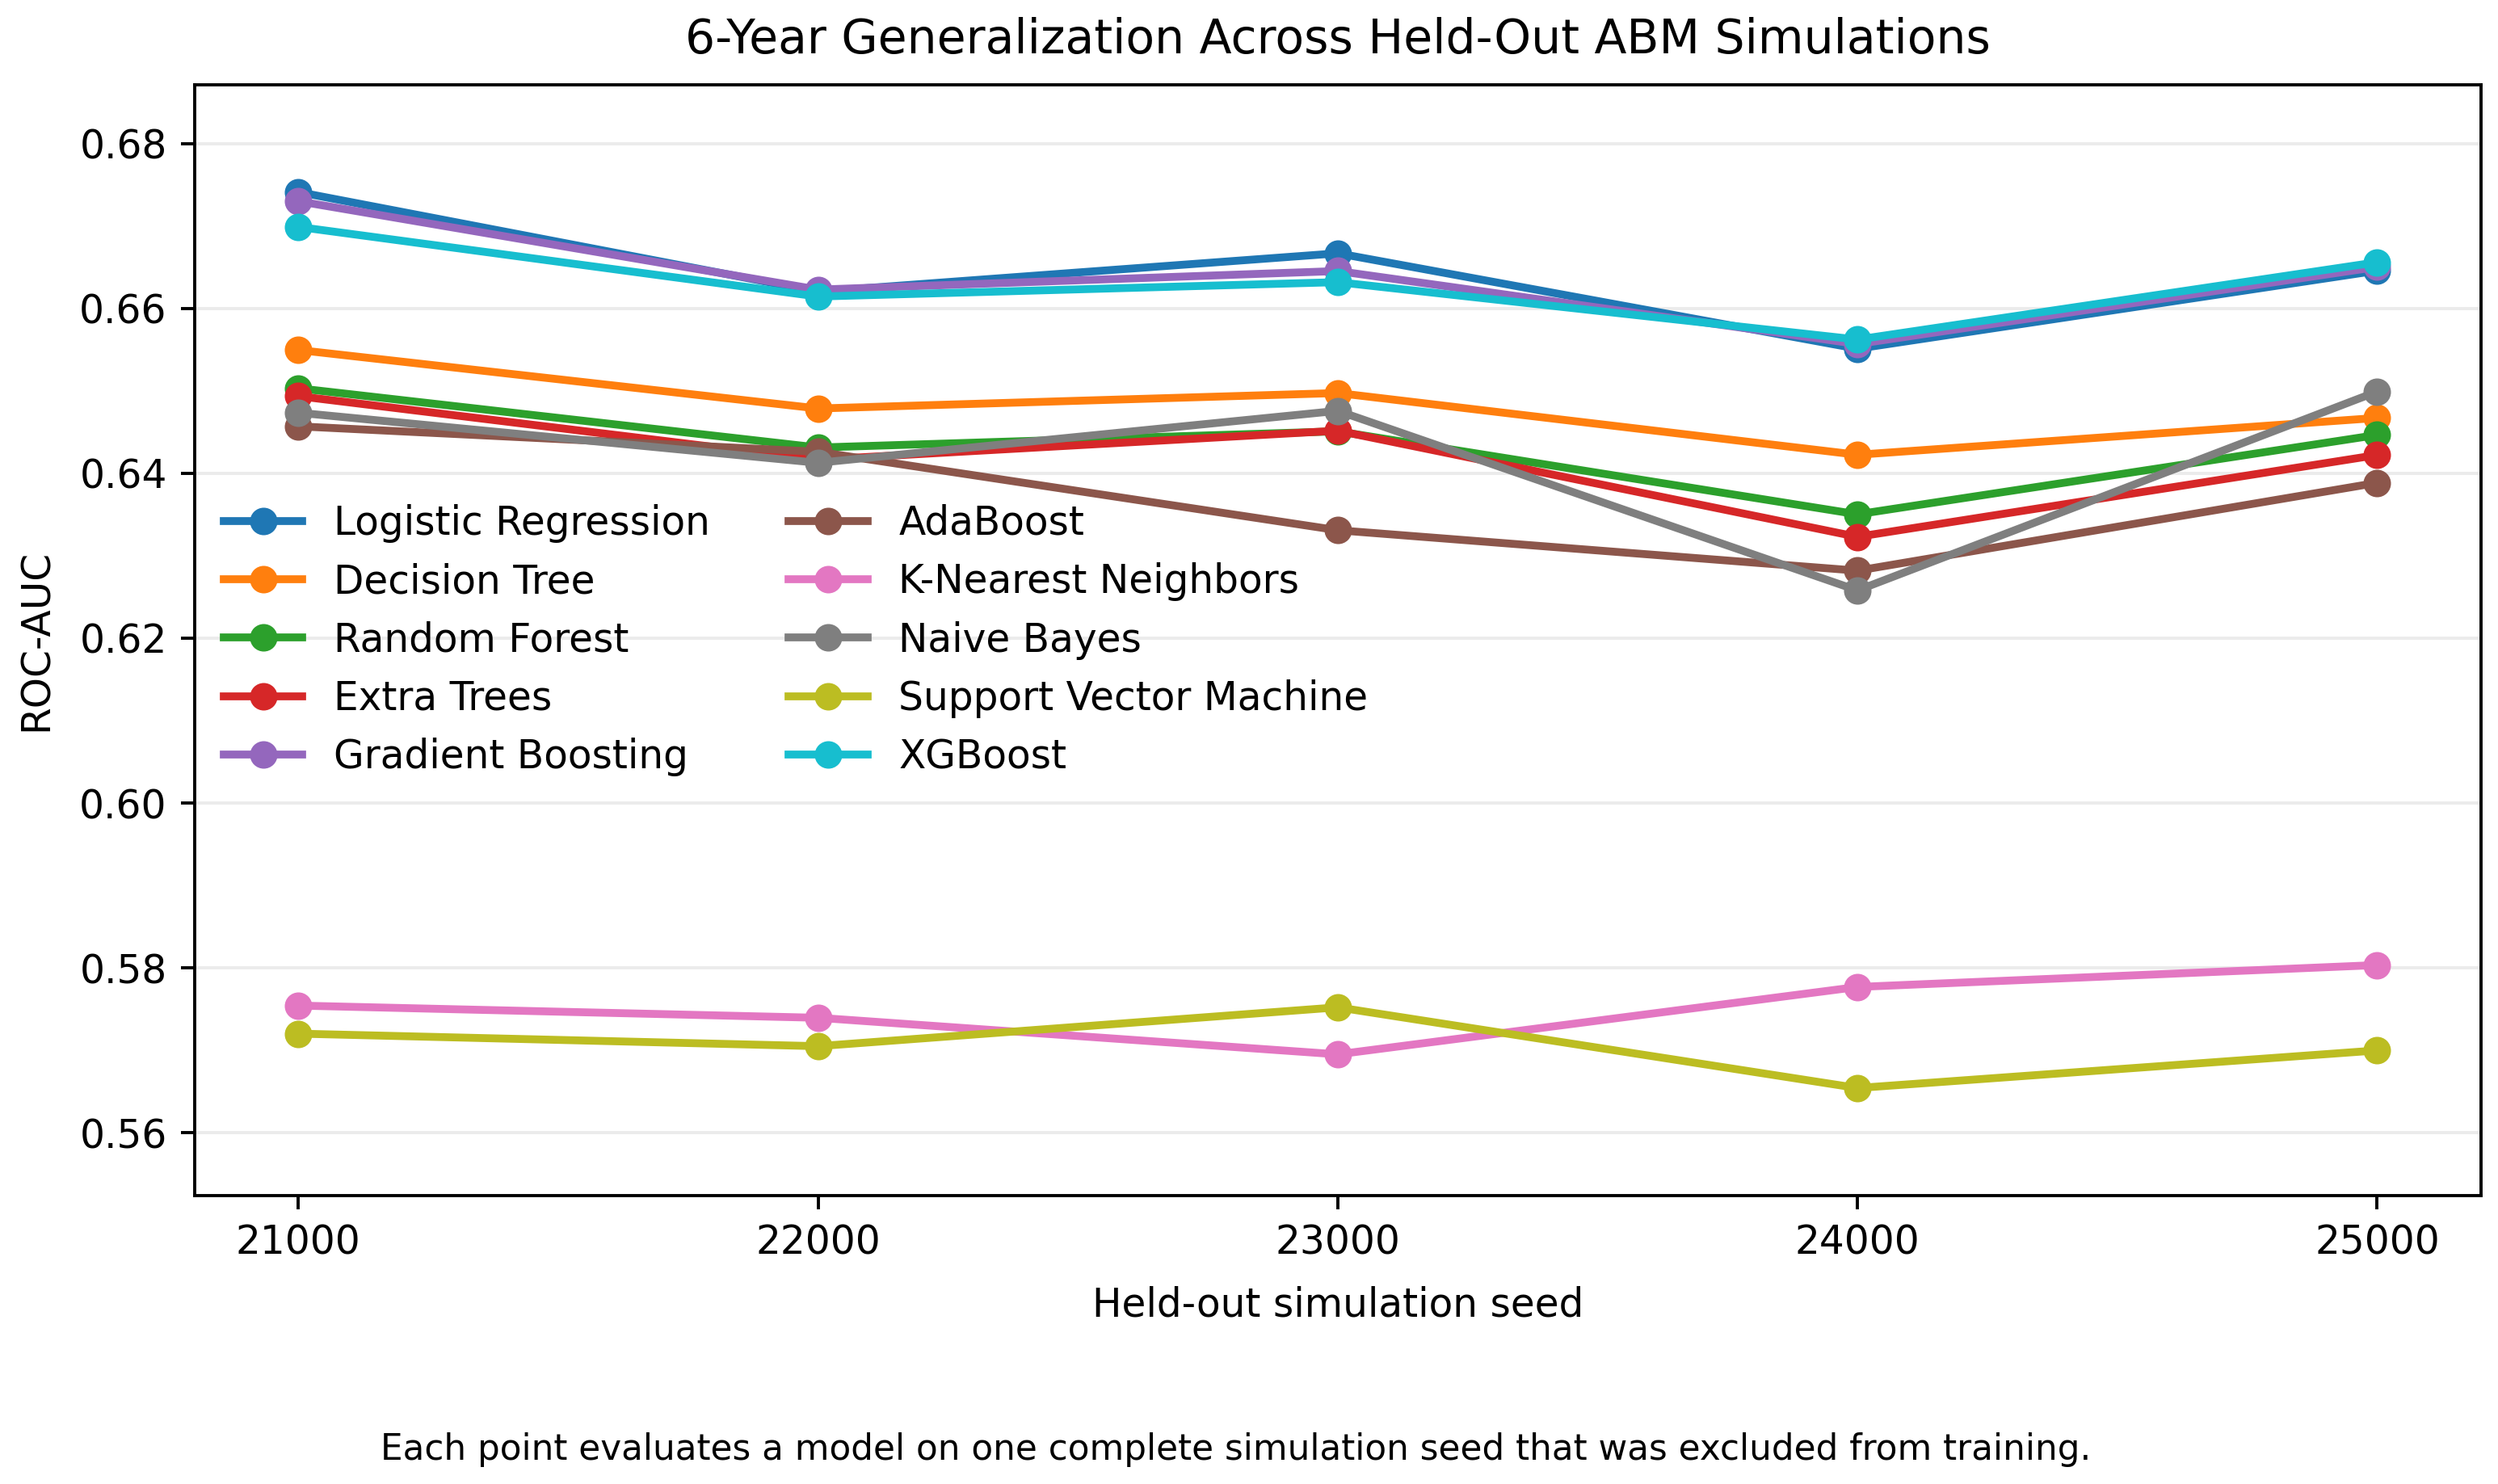 6-Year Generalization Across Held-Out ABM Simulations
ROC-AUC
0.68
0.66
0.64
0.62
0.60
0.58
0.56
Logistic Regression
Decision Tree
Random Forest
Extra Trees
Gradient Boosting
AdaBoost
K-Nearest Neighbors
Naive Bayes
Support Vector Machine
XGBoost
21000
22000
23000
24000
25000
Held-out simulation seed
Each point evaluates a model on one complete simulation seed that was excluded from training.